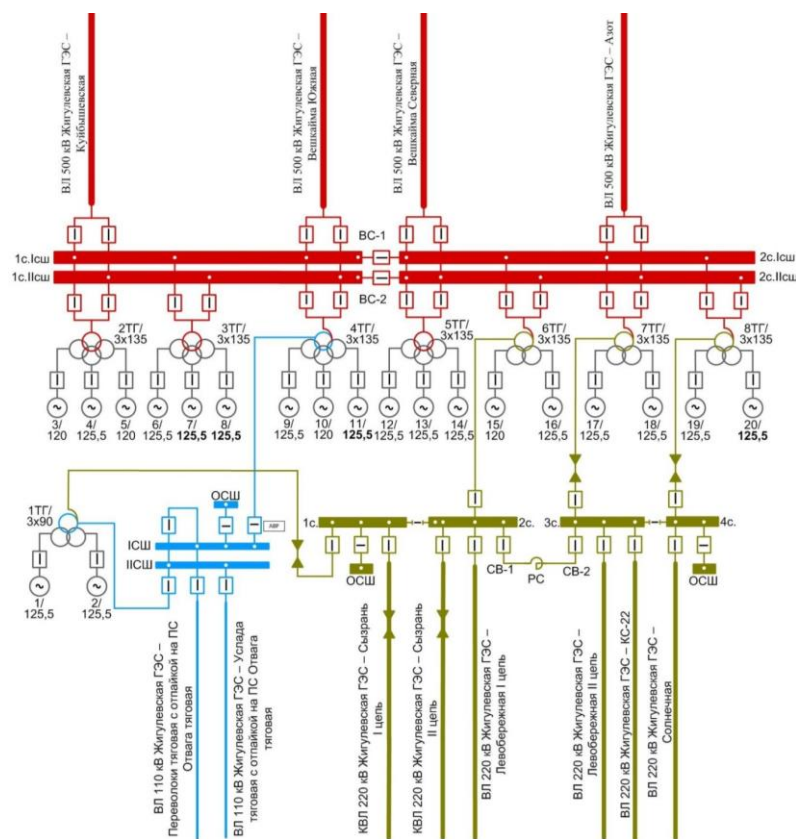 ВЛ 500 кВ Жигулевская ГЭС –
Куйбышевская
ВЛ 500 кВ Жигулевская ГЭС –
Вешкайма Южная
ВЛ 500 кВ Жигулевская ГЭС –
Вешкайма Северная
ВЛ 500 кВ Жигулевская ГЭС – Азот
ВС-1
1с.Iсш
2с.Iсш
1с.IIсш
2с.IIсш
ВС-2
2ТГ/
3х135
3ТГ/
3х135
4ТГ/
3х135
5ТГ/
3х135
6ТГ/
3х135
7ТГ/
3х135
8ТГ/
3х135
3/
120
4/
125,5
5/
120
6/
125,5
7/
125,5
8/
125,5
9/
125,5
10/
120
11/
125,5
12/
125,5
13/
125,5
14/
125,5
15/
120
16/
125,5
17/
125,5
18/
125,5
19/
125,5
20/
125,5
1ТГ/
3х90
ОСШ
АВР
1с.
2с.
3с.
4с.
IСШ
IIСШ
ОСШ
СВ-1
РС
СВ-2
ОСШ
1/
125,5
2/
125,5
ВЛ 110 кВ Жигулевская ГЭС –
Переволоки тяговая с отпайкой на ПС
Отвага тяговая
ВЛ 110 кВ Жигулевская ГЭС – Услада
тяговая с отпайкой на ПС Отвага
тяговая
КВЛ 220 кВ Жигулевская ГЭС – Сызрань
I цепь
КВЛ 220 кВ Жигулевская ГЭС – Сызрань
II цепь
ВЛ 220 кВ Жигулевская ГЭС –
Левобережная I цепь
ВЛ 220 кВ Жигулевская ГЭС –
Левобережная II цепь
ВЛ 220 кВ Жигулевская ГЭС – КС-22
ВЛ 220 кВ Жигулевская ГЭС –
Солнечная